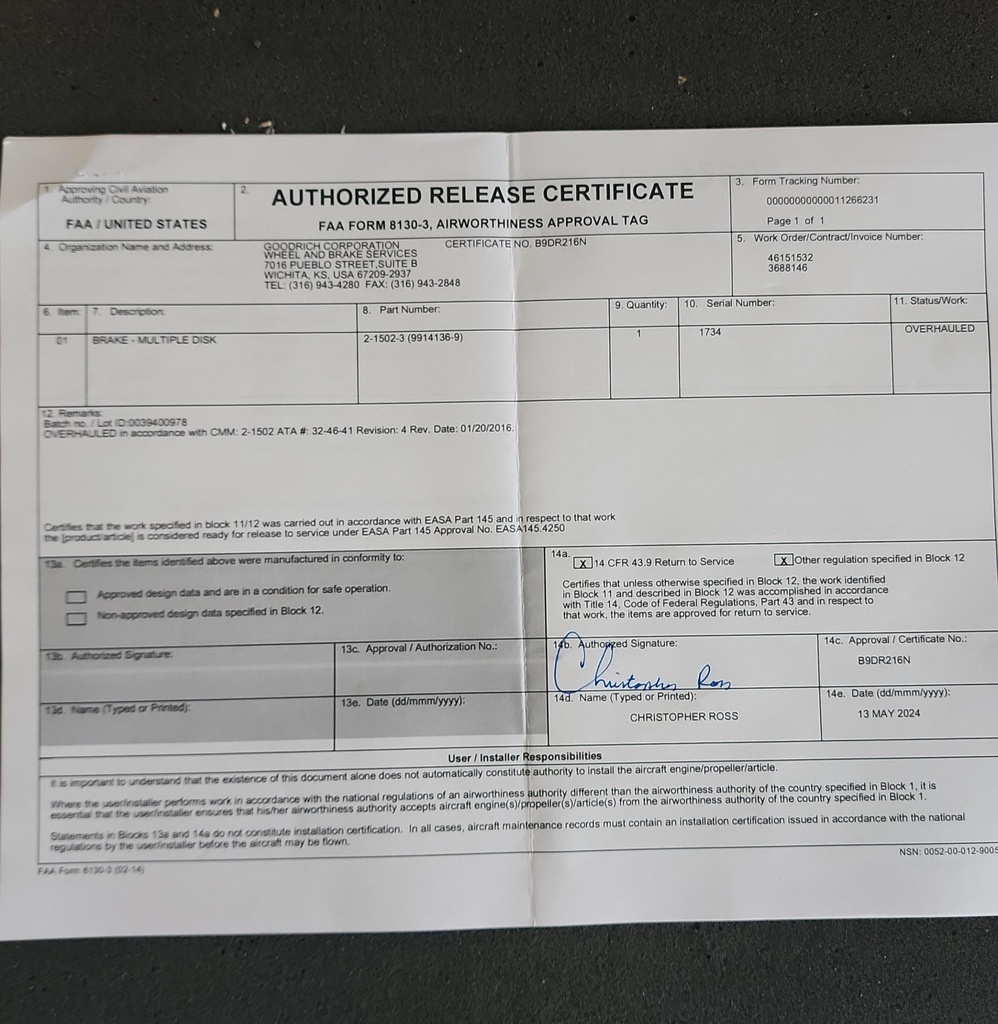 1. Approving Civil Aviation
Authority / Country:
FAA / UNITED STATES
2.
AUTHORIZED RELEASE CERTIFICATE
FAA FORM 8130-3, AIRWORTHINESS APPROVAL TAG
3. Form Tracking Number:
00000000000011266231
Page 1 of 1
4. Organization Name and Address:
GOODRICH CORPORATION
WHEEL AND BRAKE SERVICES
7016 PUEBLO STREET,SUITE B
WICHITA, KS, USA 67209-2937
TEL: (316) 943-4280 FAX: (316) 943-2848
CERTIFICATE NO. B9DR216N
5. Work Order/Contract/Invoice Number:
46151532
3688146
6. Item:
7. Description:
8. Part Number:
9. Quantity:
10. Serial Number:
11. Status/Work:
01
BRAKE - MULTIPLE DISK
2-1502-3 (9914136-9)
1
1734
OVERHAULED
12. Remarks:
Batch no. / Lot ID:0039400978
OVERHAULED in accordance with CMM: 2-1502 ATA #: 32-46-41 Revision: 4 Rev. Date: 01/20/2016.
Certifies that the work specified in block 11/12 was carried out in accordance with EASA Part 145 and in respect to that work
the [product/article] is considered ready for release to service under EASA Part 145 Approval No. EASA145.4250
13a. Certifies the items identified above were manufactured in conformity to:
Approved design data and are in a condition for safe operation.
Non-approved design data specified in Block 12.
14a.
X 14 CFR 43.9 Return to Service
X Other regulation specified in Block 12
Certifies that unless otherwise specified in Block 12, the work identified
in Block 11 and described in Block 12 was accomplished in accordance
with Title 14, Code of Federal Regulations, Part 43 and in respect to
that work, the items are approved for return to service.
13b. Authorized Signature:
13c. Approval / Authorization No.:
14b. Authorized Signature:
Christopher Ross
14c. Approval / Certificate No.:
B9DR216N
13d. Name (Typed or Printed):
13e. Date (dd/mmm/yyyy):
14d. Name (Typed or Printed):
CHRISTOPHER ROSS
14e. Date (dd/mmm/yyyy):
13 MAY 2024
User / Installer Responsibilities
It is important to understand that the existence of this document alone does not automatically constitute authority to install the aircraft engine/propeller/article.
Where the user/installer performs work in accordance with the national regulations of an airworthiness authority different than the airworthiness authority of the country specified in Block 1, it is
essential that the user/installer ensures that his/her airworthiness authority accepts aircraft engine(s)/propeller(s)/article(s) from the airworthiness authority of the country specified in Block 1.
Statements in Blocks 13a and 14a do not constitute installation certification. In all cases, aircraft maintenance records must contain an installation certification issued in accordance with the national
regulations by the user/installer before the aircraft may be flown.
FAA Form 8130-3 (02-14)
NSN: 0052-00-012-9005